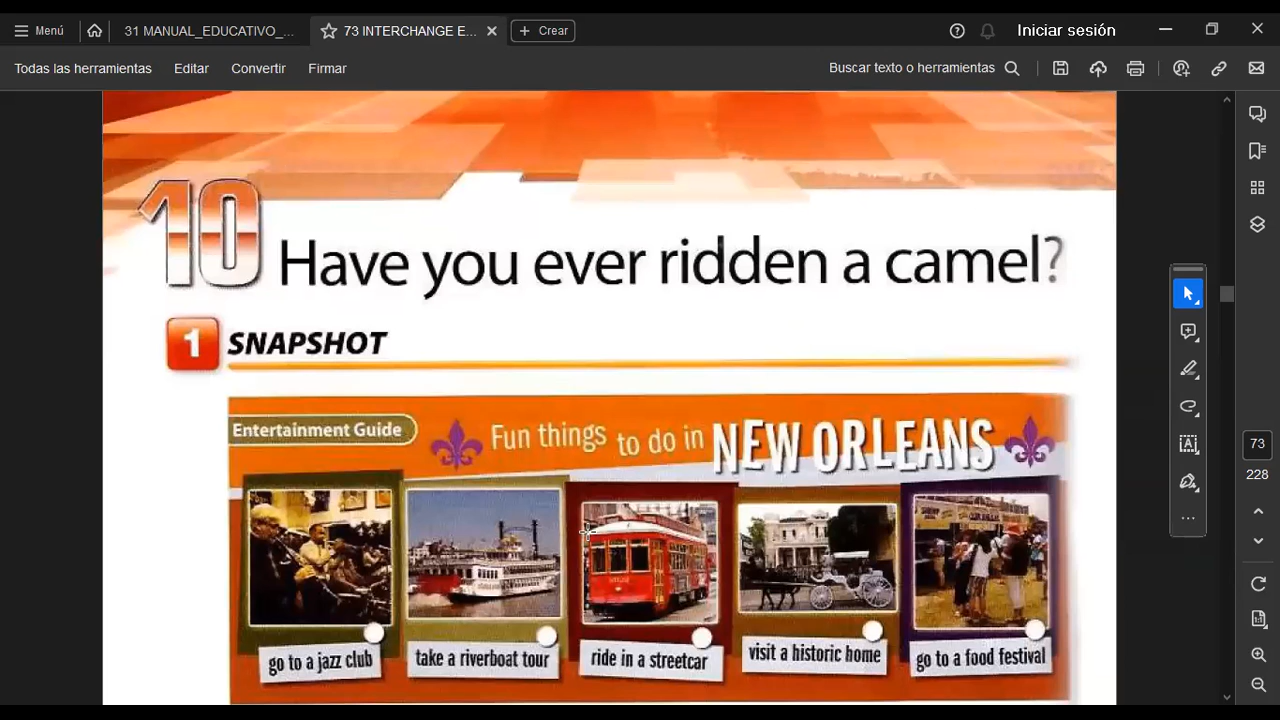 Menú
31 MANUAL_EDUCATIVO_...
73 INTERCHANGE E...
Crear
Iniciar sesión
Todas las herramientas
Editar
Convertir
Firmar
Buscar texto o herramientas
10 Have you ever ridden a camel?
1 SNAPSHOT
Entertainment Guide
Fun things to do in NEW ORLEANS
go to a jazz club
take a riverboat tour
ride in a streetcar
visit a historic home
go to a food festival
73
228